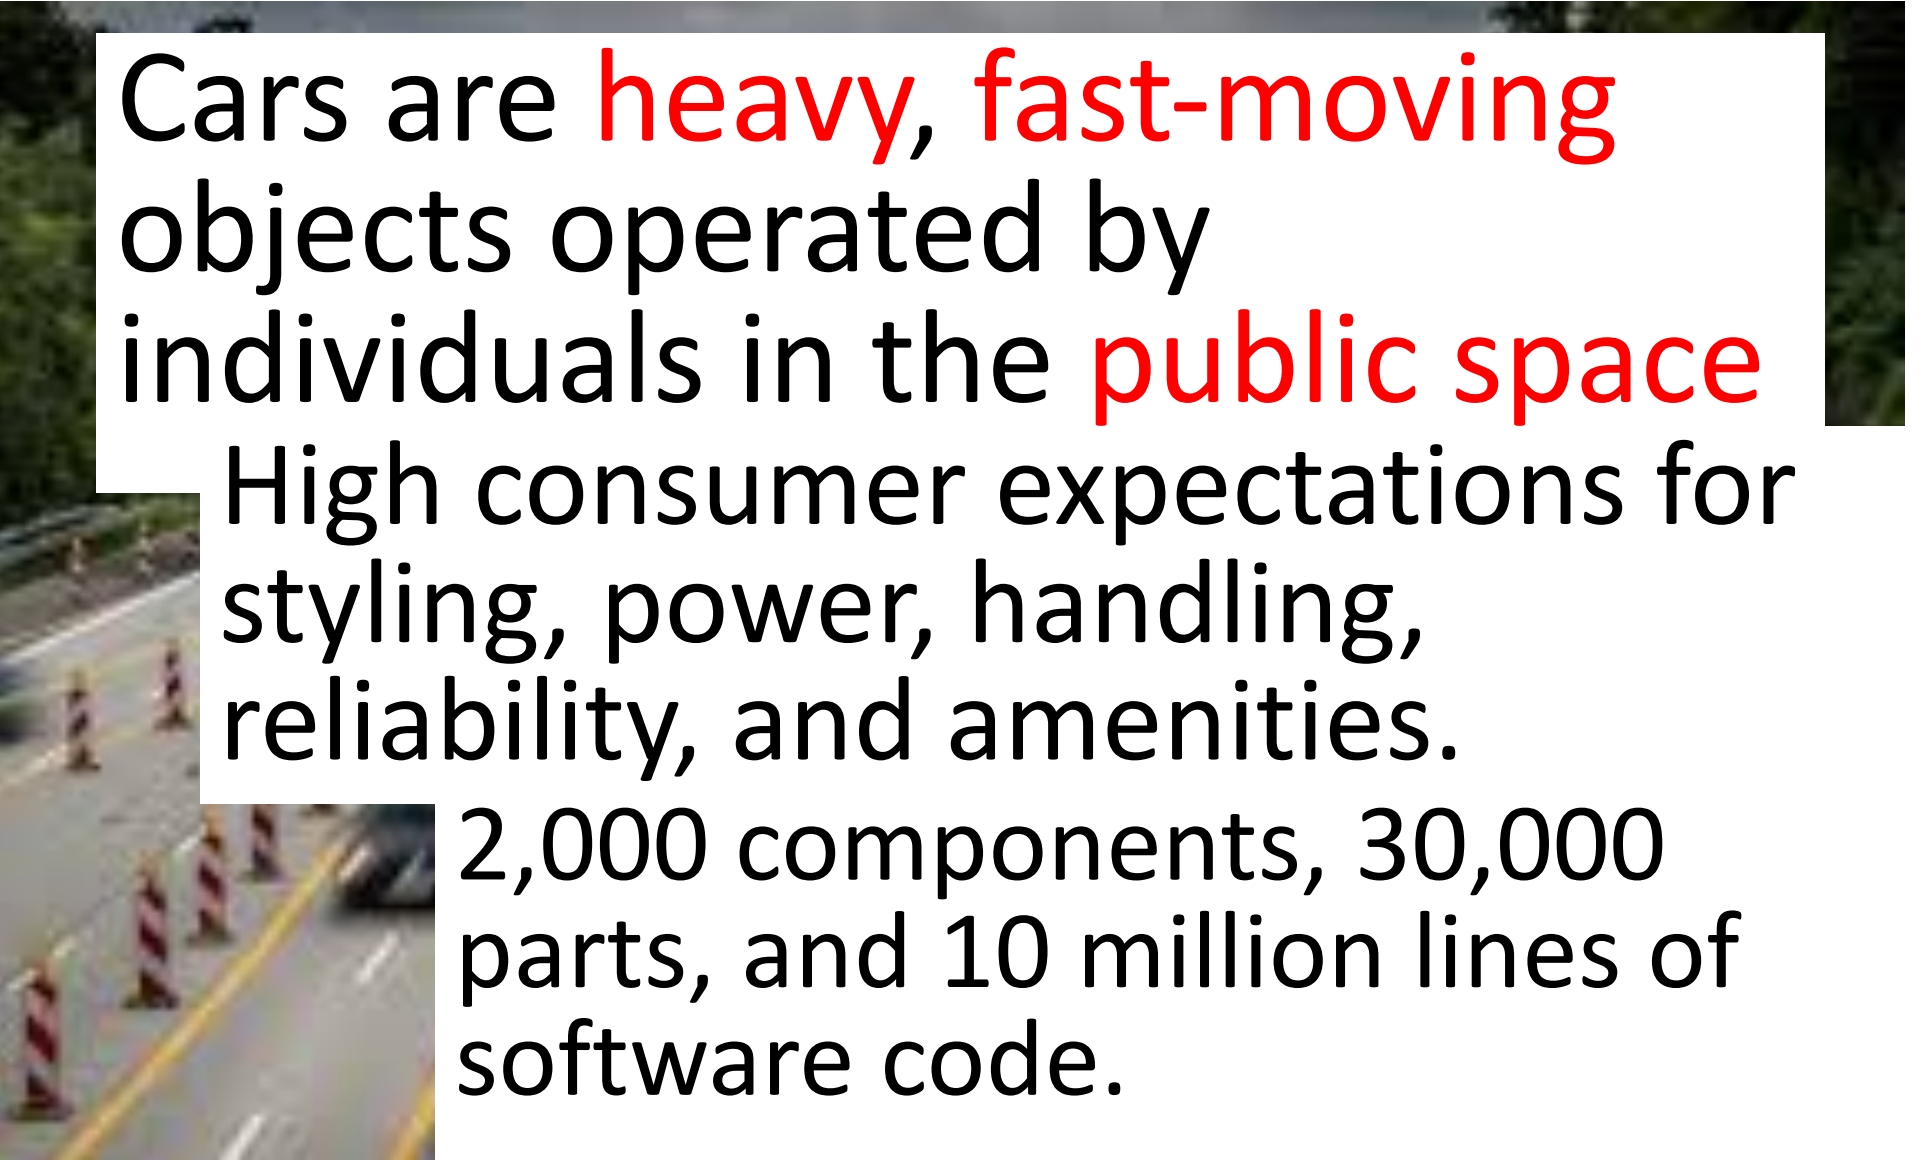 Cars are heavy, fast-moving
objects operated by
individuals in the public space
High consumer expectations for
styling, power, handling,
reliability, and amenities.
2,000 components, 30,000
parts, and 10 million lines of
software code.